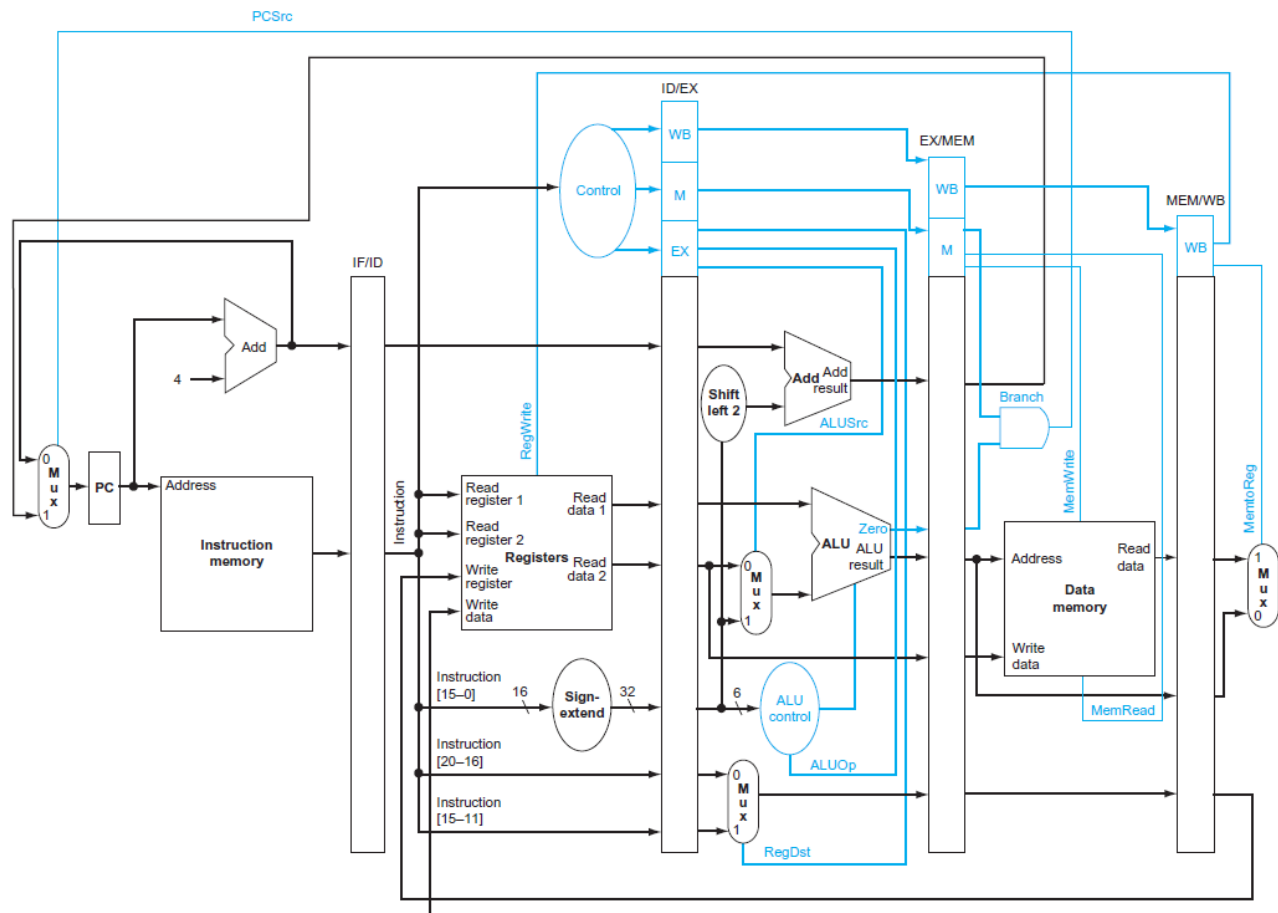 PCSrc
ID/EX
WB
EX/MEM
Control
M
WB
MEM/WB
EX
M
WB
IF/ID
Add
4
Shift
left 2
Add
Add
result
Branch
ALUSrc
RegWrite
MemWrite
MemtoReg
0
M
u
x
1
PC
Address
Instruction
memory
Instruction
Read
register 1
Read
register 2
Write
register
Write
data
Registers
Read
data 1
Read
data 2
0
M
u
x
1
Zero
ALU
ALU
result
Address
Read
data
Data
memory
Write
data
1
M
u
x
0
Instruction
[15–0]
16
Sign-
extend
32
6
ALU
control
MemRead
Instruction
[20–16]
ALUOp
Instruction
[15–11]
0
M
u
x
1
RegDst